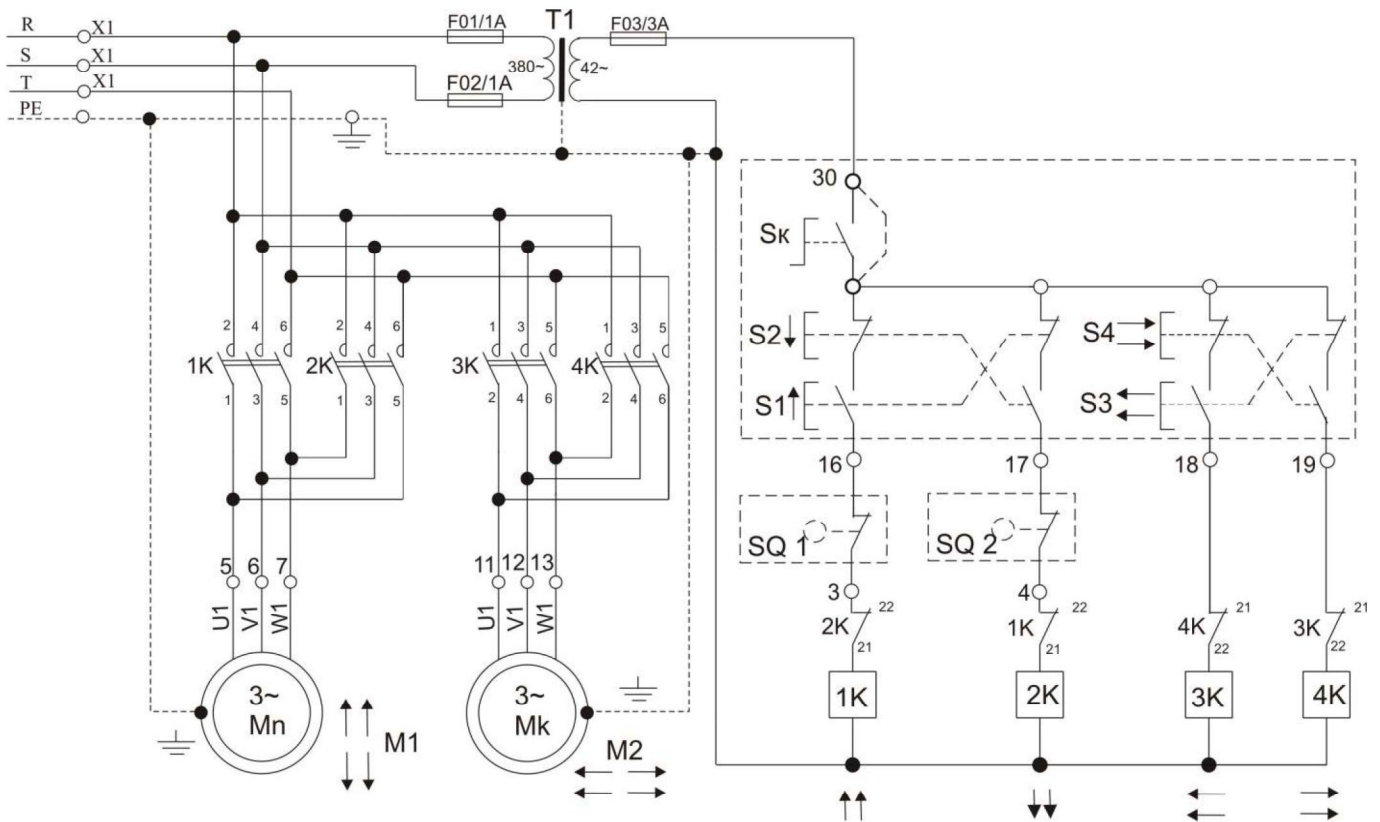 R X1
S X1
T X1
PE
F01/1A T1 F03/3A
380~ 42~
F02/1A
30
Sк
2 4 6 2 4 6 1 3 5 1 3 5
1K 2K 3K 4K
1 3 5 1 3 5 2 4 6 2 4 6
S2 S4
S1 S3
16 17 18 19
SQ 1 SQ 2
5 6 7 11 12 13
3 4
U1 V1 W1 U1 V1 W1
22 22 21 21
2K 1K 4K 3K
21 21 22 22
3~ 3~
Mn Mk
1K 2K 3K 4K
M1 M2